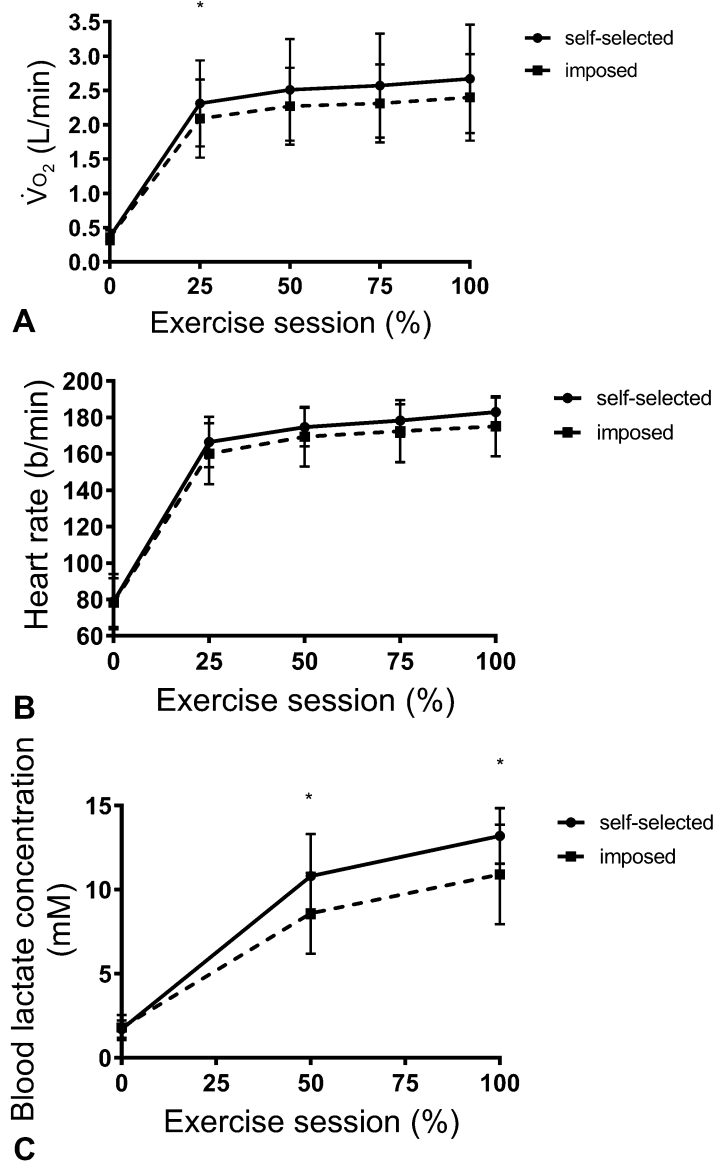 *
3.5
3.0
2.5
2.0
1.5
1.0
0.5
0.0
V̇O₂ (L/min)
0 25 50 75 100
Exercise session (%)
self-selected
imposed
A
200
180
160
140
120
100
80
60
Heart rate (b/min)
0 25 50 75 100
Exercise session (%)
self-selected
imposed
B
* *
15
10
5
0
Blood lactate concentration
(mM)
0 25 50 75 100
Exercise session (%)
self-selected
imposed
C